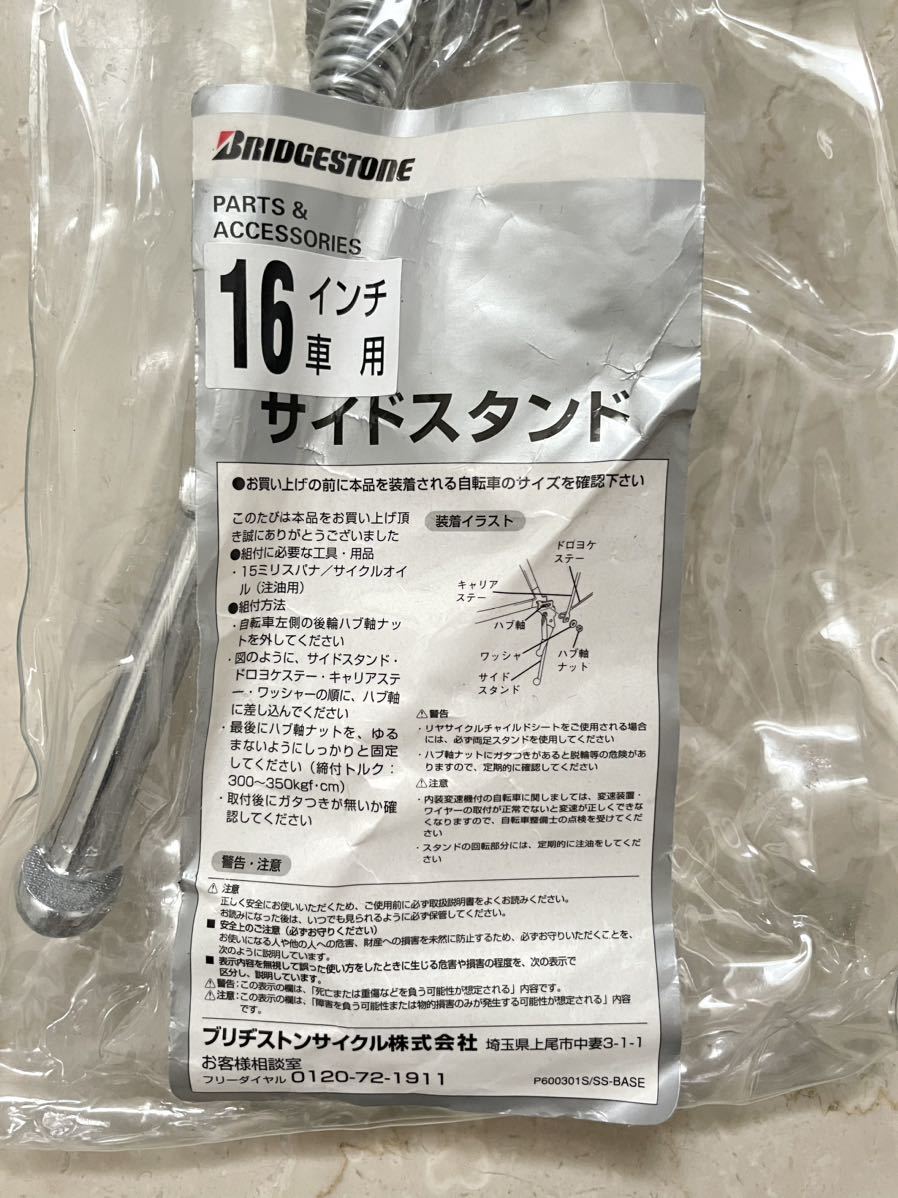 BRIDGESTONE
PARTS &
ACCESSORIES
16インチ
車用
サイドスタンド
●お買い上げの前に本品を装着される自転車のサイズを確認下さい
このたびは本品をお買い上げ頂
き誠にありがとうございました
●組付に必要な工具・用品
・15ミリスパナ/サイクルオイ
ル(注油用)
●組付方法
・自転車左側の後輪ハブ軸ナッ
トを外してください
・図のように、サイドスタンド・
ドロヨケステー・キャリアステ
ー・ワッシャーの順に、ハブ軸
に差し込んでください
・最後にハブ軸ナットを、ゆる
まないようにしっかりと固定
してください(締付トルク:
300〜350kgf・cm)
・取付後にガタつきが無いか確
認してください
装着イラスト
ドロヨケ
ステー
キャリア
ステー
ハブ軸
ワッシャ
ハブ軸
ナット
サイド
スタンド
⚠警告
・リヤサイクルチャイルドシートをご使用される場合
には、必ず両足スタンドを使用してください
・ハブ軸ナットにガタつきがあると脱輪等の危険があ
りますので、定期的に確認してください
⚠注意
・内装変速機付の自転車に関しましては、変速装置・
ワイヤーの取付が正常でないと変速が正しくできな
くなりますので、自転車整備士の点検を受けてくだ
さい
・スタンドの回転部分には、定期的に注油をしてくだ
さい
警告・注意
⚠注意
正しく安全にお使いいただくため、ご使用前に必ず取扱説明書をよくお読みください。
お読みになった後は、いつでも見られるように必ず保管してください。
■ 安全上のご注意(必ずお守りください)
お使いになる人や他の人への危害、財産への損害を未然に防止するため、必ずお守りいただくことを、
次のように説明しています。
■ 表示内容を無視して誤った使い方をしたときに生じる危害や損害の程度を、次の表示で
区分し、説明しています。
⚠警告:この表示の欄は、「死亡または重傷などを負う可能性が想定される」内容です。
⚠注意:この表示の欄は、「障害を負う可能性または物的損害のみが発生する可能性が想定される」内容
です。
ブリヂストンサイクル株式会社 埼玉県上尾市中妻3-1-1
お客様相談室
フリーダイヤル 0120-72-1911
P600301S/SS-BASE